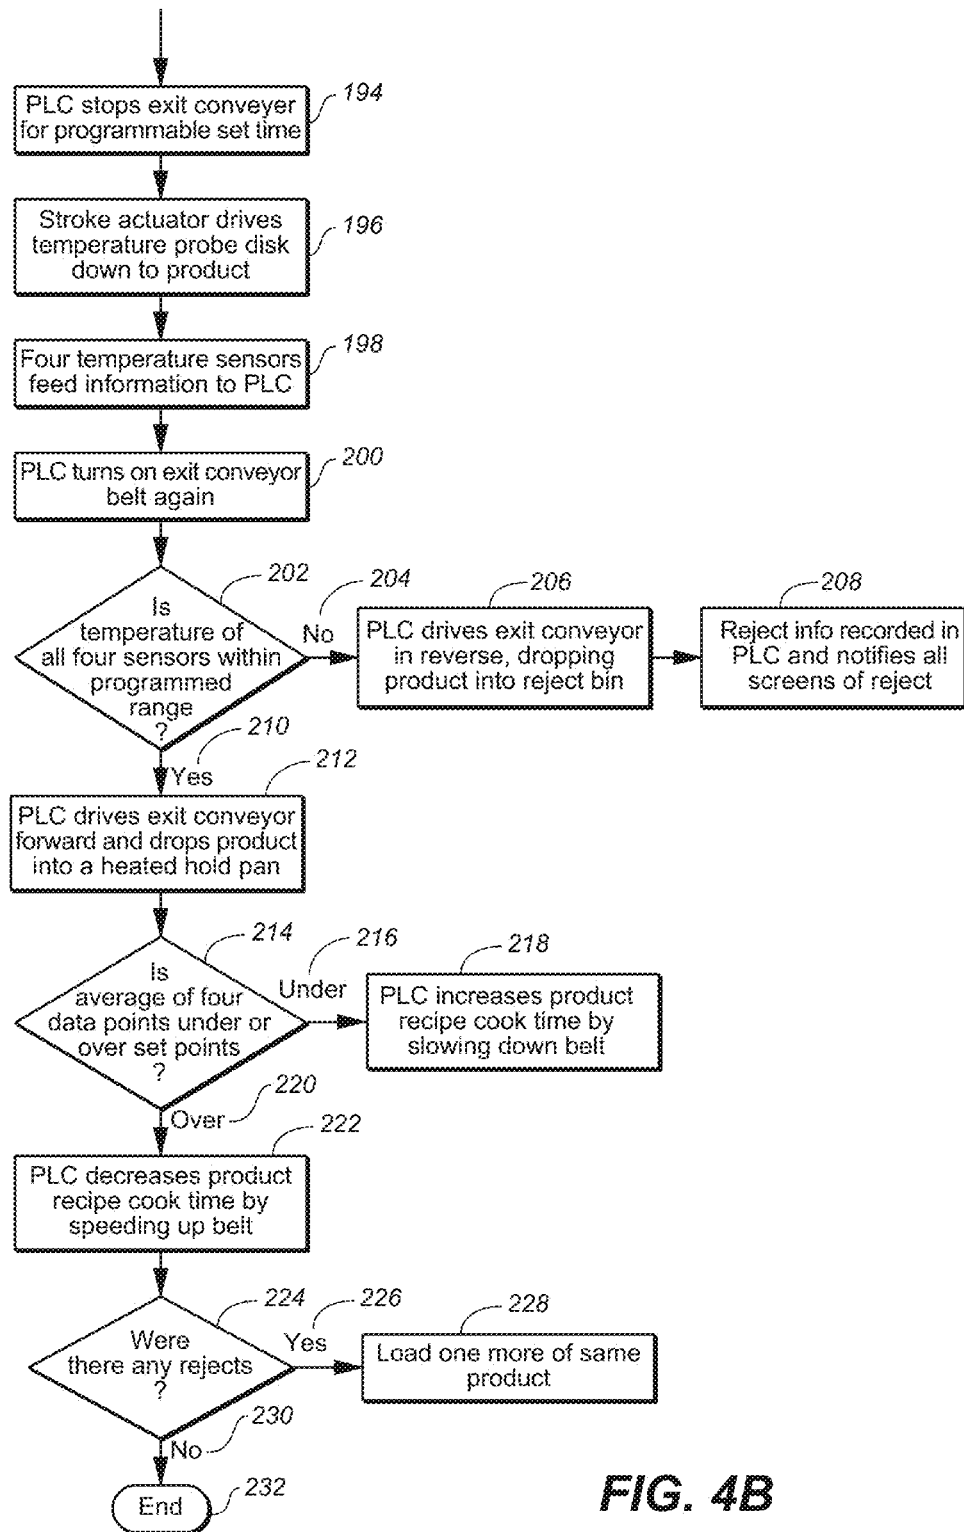 PLC stops exit conveyer
for programmable set time
194
Stroke actuator drives
temperature probe disk
down to product
196
Four temperature sensors
feed information to PLC
198
PLC turns on exit conveyor
belt again
200
Is
temperature of
all four sensors within
programmed
range
?
202
204
No
PLC drives exit conveyor
in reverse, dropping
product into reject bin
206
Reject info recorded in
PLC and notifies all
screens of reject
208
210
Yes
PLC drives exit conveyor
forward and drops product
into a heated hold pan
212
Is
average of four
data points under or
over set points
?
214
216
Under
PLC increases product
recipe cook time by
slowing down belt
218
220
Over
PLC decreases product
recipe cook time by
speeding up belt
222
Were
there any rejects
?
224
226
Yes
Load one more of same
product
228
230
No
End
232
FIG. 4B